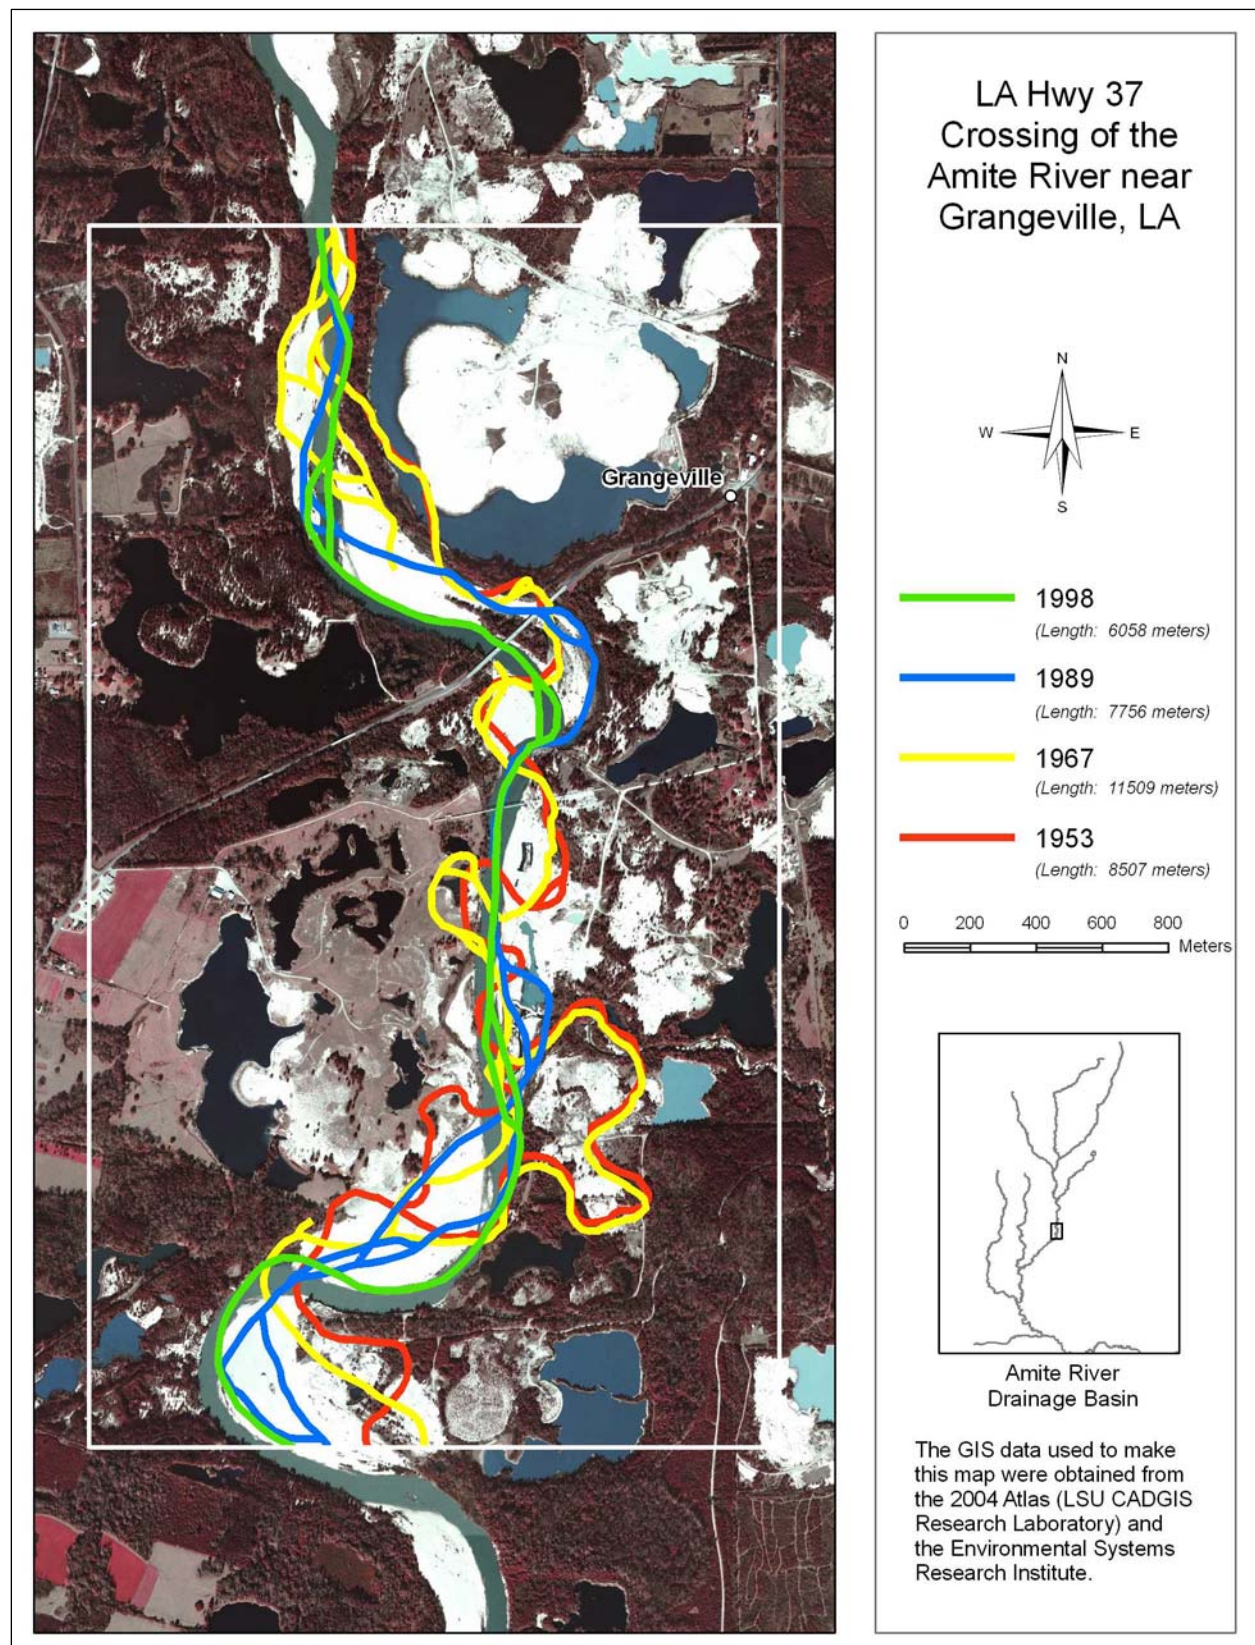 LA Hwy 37
Crossing of the
Amite River near
Grangeville, LA
N
W
E
S
Grangeville
1998
(Length: 6058 meters)
1989
(Length: 7756 meters)
1967
(Length: 11509 meters)
1953
(Length: 8507 meters)
0 200 400 600 800
Meters
Amite River
Drainage Basin
The GIS data used to make
this map were obtained from
the 2004 Atlas (LSU CADGIS
Research Laboratory) and
the Environmental Systems
Research Institute.